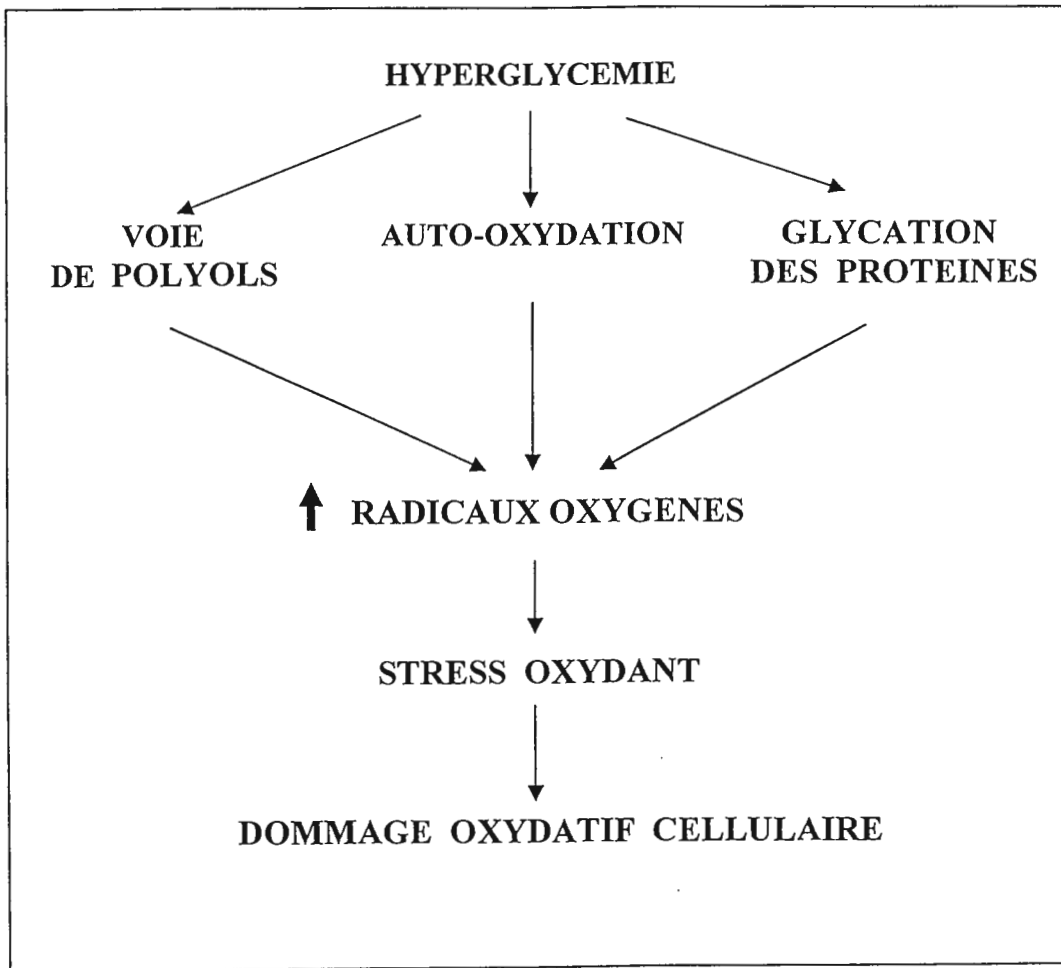 HYPERGLYCEMIE
VOIE
DE POLYOLS
AUTO-OXYDATION
GLYCATION
DES PROTEINES
RADICAUX OXYGENES
STRESS OXYDANT
DOMMAGE OXYDATIF CELLULAIRE